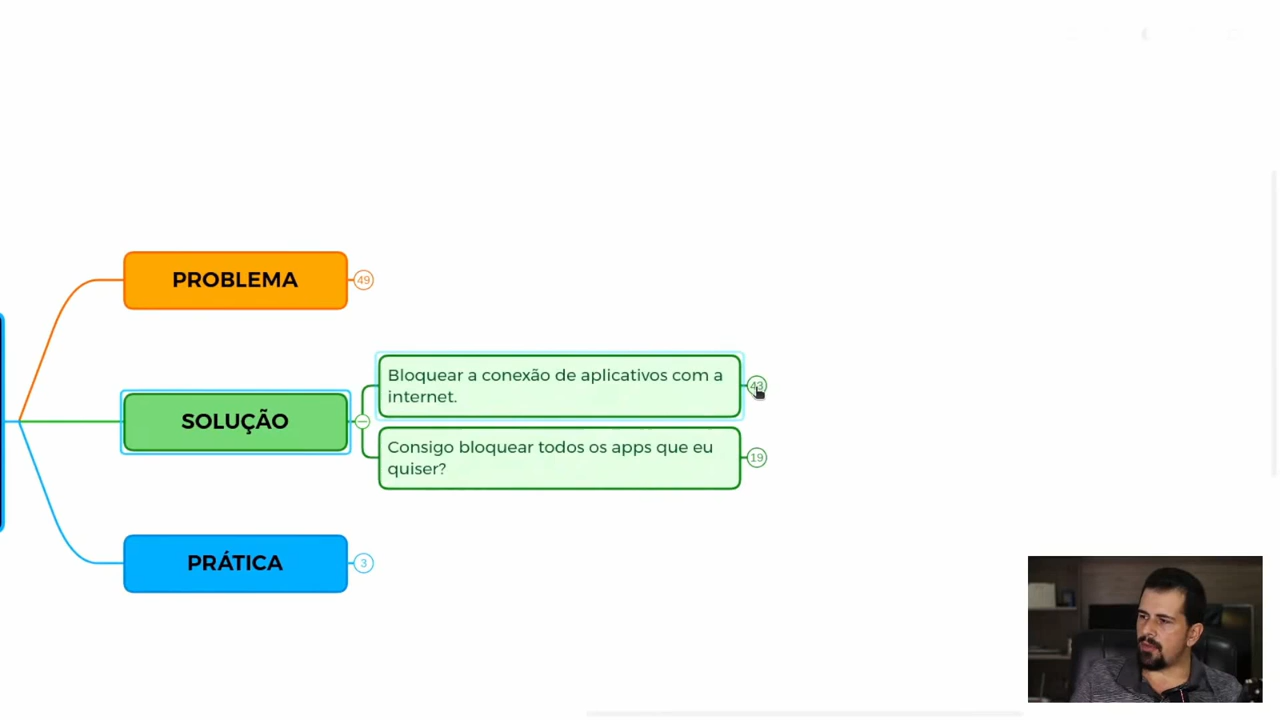 PROBLEMA
49
Bloquear a conexão de aplicativos com a
internet.
43
SOLUÇÃO
Consigo bloquear todos os apps que eu
quiser?
19
PRÁTICA
3